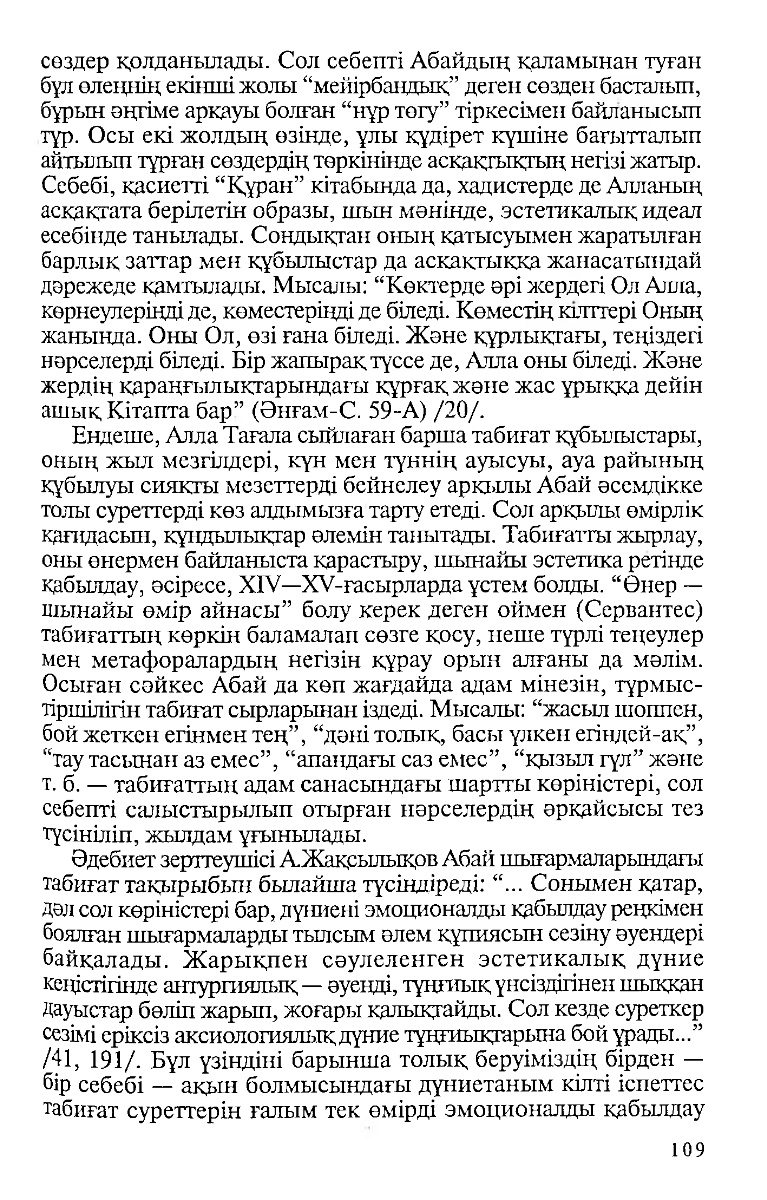 сөздер қолданылады. Сол себепті Абайдың қаламынан туған
бұл өлеңнің екінші жолы “мейірбандық” деген сөзден басталып,
бұрын әңгіме арқауы болған “нұр төгу” тіркесімен байланысып
тұр. Осы екі жолдың өзінде, ұлы құдірет күшіне бағытталып
айтылып тұрған сөздердің төркінінде асқақтықтың негізі жатыр.
Себебі, қасиетті “Құран” кітабында да, хадистерде де Алланың
асқақтата берілетін образы, шын мәнінде, эстетикалық идеал
есебінде танылады. Сондықтан оның қатысуымен жаратылған
барлық заттар мен құбылыстар да асқақтыққа жанасатындай
дәрежеде қамтылады. Мысалы: “Көктерде әрі жердегі Ол Алла,
көрнеулеріңді де, көместеріңді де біледі. Көместің кілттері Оның
жанында. Оны Ол, өзі ғана біледі. Және құрлықтағы, теңіздегі
нәрселерді біледі. Бір жапырақ түссе де, Алла оны біледі. Және
жердің қараңғылықтарындағы құрғақ және жас ұрыққа дейін
ашық Кітапта бар” (Әнғам-С. 59-А) /20/.
Ендеше, Алла Тағала сыйлаған барша табиғат құбылыстары,
оның жыл мезгілдері, күн мен түннің ауысуы, ауа райының
құбылуы сияқты мезеттерді бейнелеу арқылы Абай әсемдікке
толы суреттерді көз алдымызға тарту етеді. Сол арқылы өмірлік
қағидасын, құндылықтар әлемін танытады. Табиғатты жырлау,
оны өнермен байланыста қарастыру, шынайы эстетика ретінде
қабылдау, әсіресе, XIV—XV-ғасырларда үстем болды. “Өнер —
шынайы өмір айнасы” болу керек деген оймен (Сервантес)
табиғаттың көркін баламалап сөзге қосу, неше түрлі теңеулер
мен метафоралардың негізін құрау орын алғаны да мәлім.
Осыған сәйкес Абай да көп жағдайда адам мінезін, тұрмыс-
тіршілігін табиғат сырларынан іздеді. Мысалы: “жасыл шөппен,
бой жеткен егінмен тең”, “дәні толық, басы үлкен егіндей-ақ”,
“тау тасынан аз емес”, “апандағы саз емес”, “қызыл гүл” және
т. б. — табиғаттың адам санасындағы шартты көріністері, сол
себепті салыстырылып отырған нәрселердің әрқайсысы тез
түсініліп, жылдам ұғынылады.
Әдебиет зерттеушісі А.Жақсылықов Абай шығармаларындағы
табиғат тақырыбын былайша түсіндіреді: “... Сонымен қатар,
дәл сол көріністері бар, дүниені эмоционалды қабылдау реңкімен
боялған шығармаларды тылсым әлем құпиясын сезіну әуендері
байқалады. Жарықпен сәулеленген эстетикалық дүние
кеңістігінде антургиялық — әуенді, тұңғиық үнсіздігінен шыққан
дауыстар бөліп жарып, жоғары қалықтайды. Сол кезде суреткер
сезімі еріксіз аксиологиялық дүние тұңғиықтарына бой ұрады...”
/41, 191/. Бұл үзіндіні барынша толық беруіміздің бірден —
бір себебі — ақын болмысындағы дүниетаным кілті іспеттес
табиғат суреттерін ғалым тек өмірді эмоционалды қабылдау
109